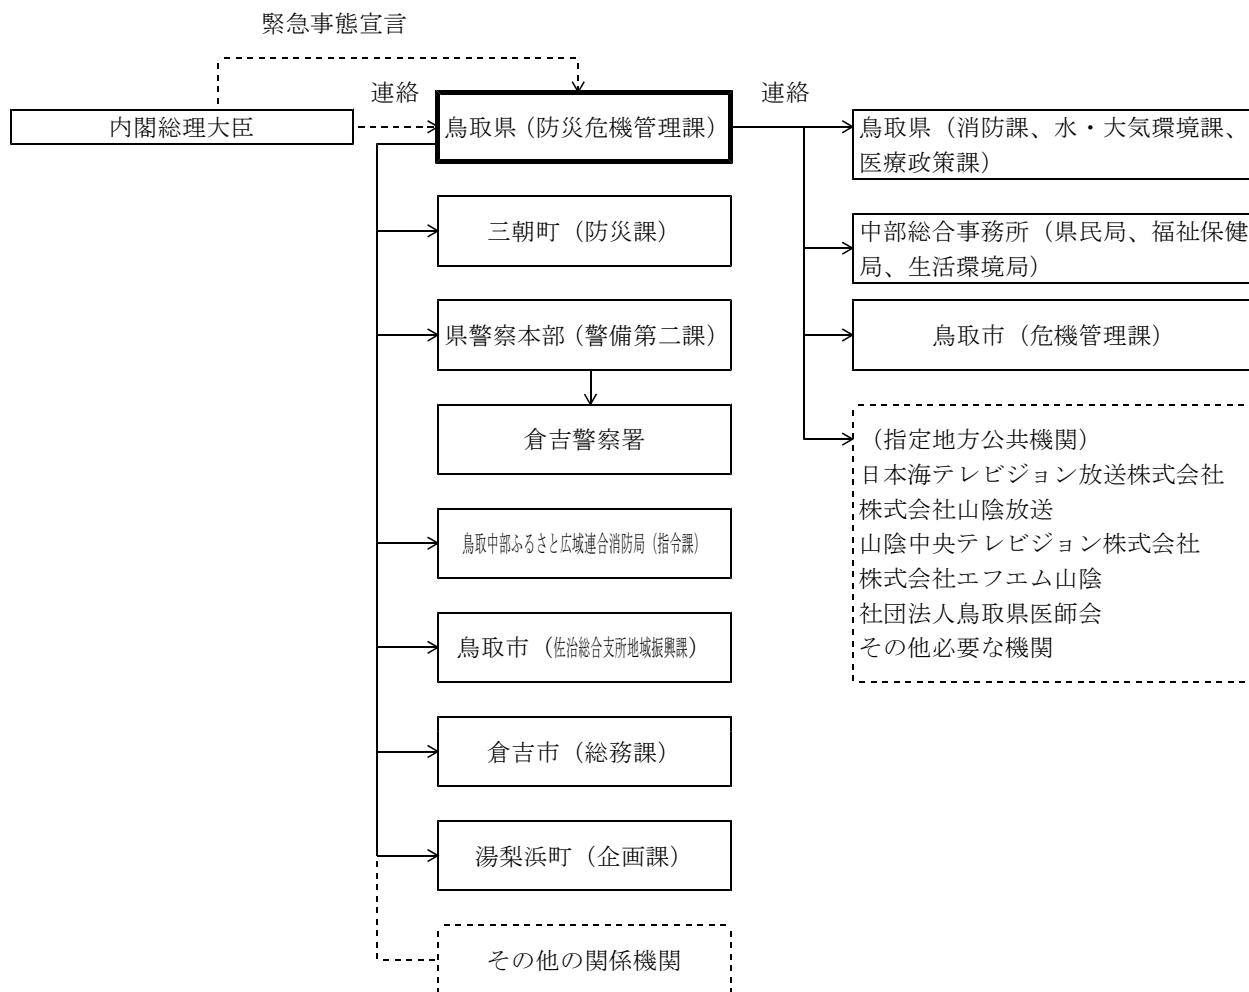 緊急事態宣言
連絡
連絡
内閣総理大臣
鳥取県（防災危機管理課）
鳥取県（消防課、水・大気環境課、
医療政策課）
三朝町（防災課）
中部総合事務所（県民局、福祉保健
局、生活環境局）
県警察本部（警備第二課）
鳥取市（危機管理課）
倉吉警察署
（指定地方公共機関）
日本海テレビジョン放送株式会社
株式会社山陰放送
山陰中央テレビジョン株式会社
株式会社エフエム山陰
社団法人鳥取県医師会
その他必要な機関
鳥取中部ふるさと広域連合消防局（指令課）
鳥取市（佐治総合支所地域振興課）
倉吉市（総務課）
湯梨浜町（企画課）
その他の関係機関